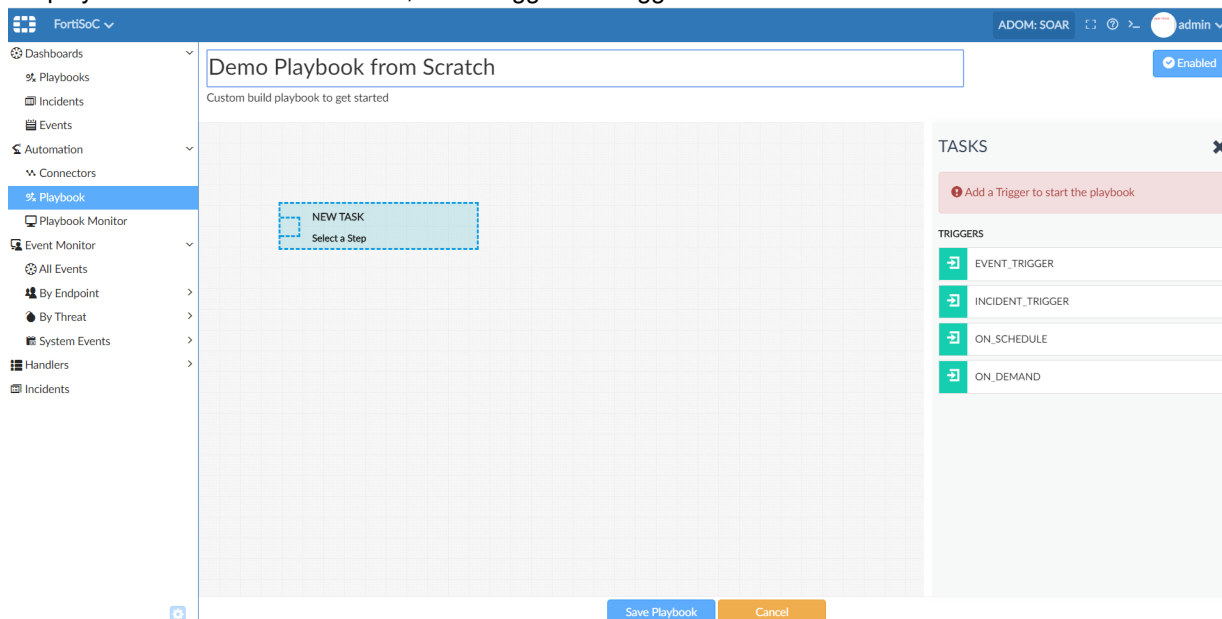 FortiSoC
ADOM: SOAR
admin
Dashboards
Playbooks
Incidents
Events
Automation
Connectors
Playbook
Playbook Monitor
Event Monitor
All Events
By Endpoint
By Threat
System Events
Handlers
Incidents
Demo Playbook from Scratch
Enabled
Custom build playbook to get started
NEW TASK
Select a Step
TASKS
Add a Trigger to start the playbook
TRIGGERS
EVENT_TRIGGER
INCIDENT_TRIGGER
ON_SCHEDULE
ON_DEMAND
Save Playbook
Cancel